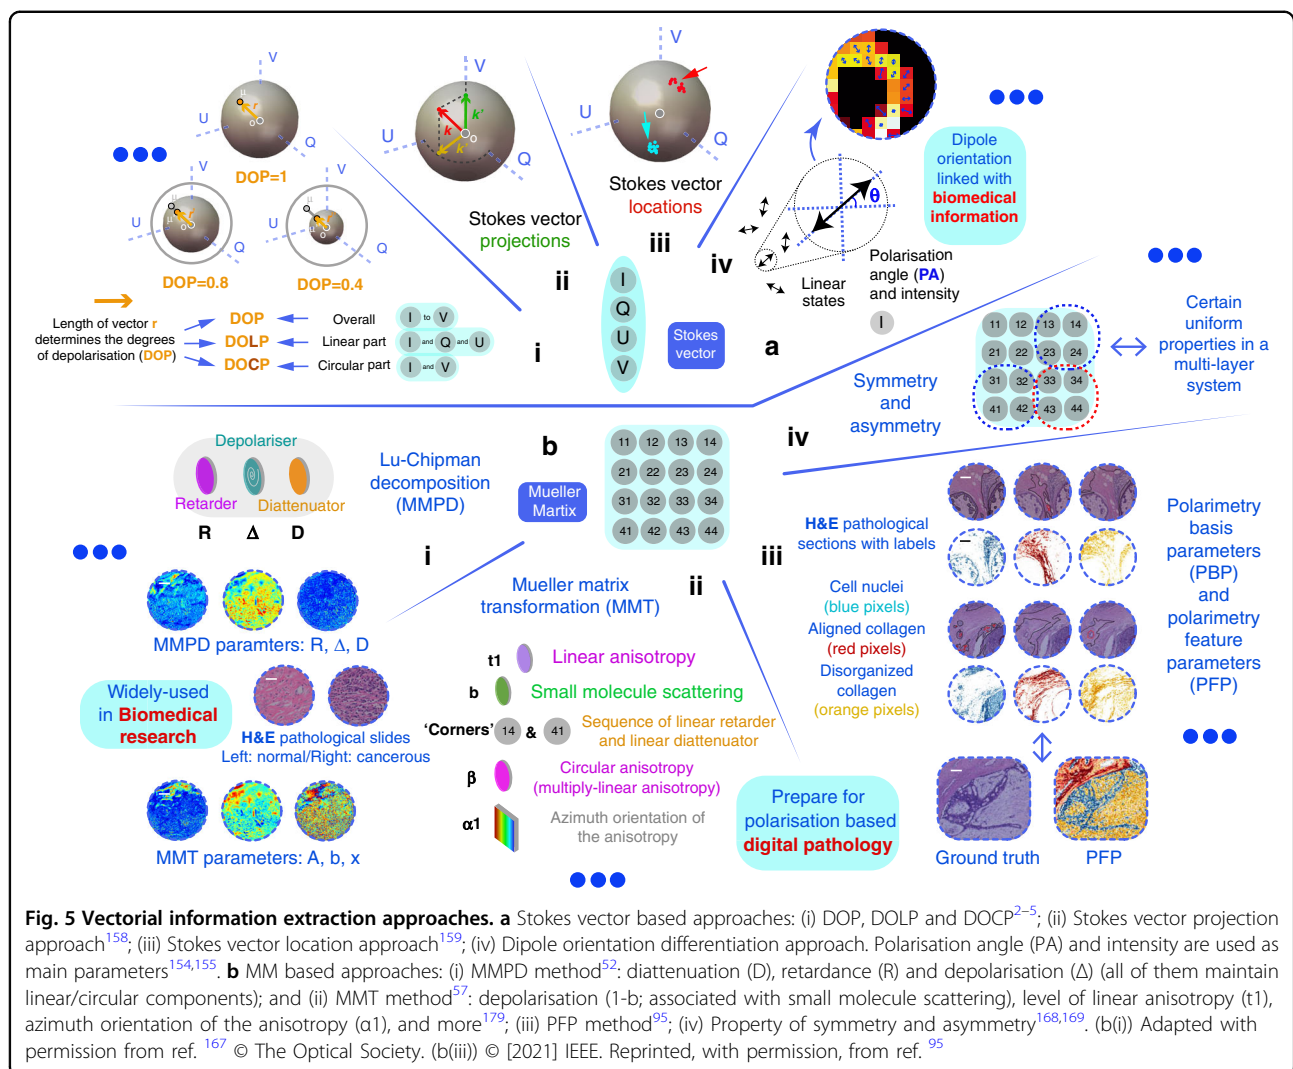 V
U
Q
μ
r
O
DOP=1
V
U
Q
μ
μ
r
O
DOP=0.8
V
Q
μ
μ
r
O
DOP=0.4
Length of vector r
determines the degrees
of depolarisation (DOP)
DOP
DOLP
DOCP
Overall
Linear part
Circular part
I to V
I and Q and U
I and V
i
V
U
Q
k
k'
k'
O
Stokes vector
projections
ii
V
U
Q
O
Stokes vector
locations
iii
I
Q
U
V
Stokes
vector
a
iv
θ
Linear
states
Polarisation
angle (PA)
and intensity
I
Dipole
orientation
linked with
biomedical
information
11 12 13 14
21 22 23 24
31 32 33 34
41 42 43 44
Certain
uniform
properties in a
multi-layer
system
Symmetry
and
asymmetry
iv
b
Mueller
Martix
11 12 13 14
21 22 23 24
31 32 33 34
41 42 43 44
Depolariser
Retarder
Diattenuator
R Δ D
Lu-Chipman
decomposition
(MMPD)
i
MMPD paramters: R, Δ, D
Widely-used
in Biomedical
research
H&E pathological slides
Left: normal/Right: cancerous
MMT parameters: A, b, x
Mueller matrix
transformation (MMT)
ii
t1
Linear anisotropy
b
Small molecule scattering
'Corners' 14 & 41
Sequence of linear retarder
and linear diattenuator
β
Circular anisotropy
(multiply-linear anisotropy)
α1
Azimuth orientation of
the anisotropy
Prepare for
polarisation based
digital pathology
iii
H&E pathological
sections with labels
Cell nuclei
(blue pixels)
Aligned collagen
(red pixels)
Disorganized
collagen
(orange pixels)
Polarimetry
basis
parameters
(PBP)
and
polarimetry
feature
parameters
(PFP)
Ground truth
PFP
Fig. 5 Vectorial information extraction approaches. a Stokes vector based approaches: (i) DOP, DOLP and DOCP2–5; (ii) Stokes vector projection
approach158; (iii) Stokes vector location approach159; (iv) Dipole orientation differentiation approach. Polarisation angle (PA) and intensity are used as
main parameters154,155. b MM based approaches: (i) MMPD method52: diattenuation (D), retardance (R) and depolarisation (Δ) (all of them maintain
linear/circular components); and (ii) MMT method57: depolarisation (1-b; associated with small molecule scattering), level of linear anisotropy (t1),
azimuth orientation of the anisotropy (α1), and more179; (iii) PFP method95; (iv) Property of symmetry and asymmetry168,169. (b(i)) Adapted with
permission from ref. 167 © The Optical Society. (b(iii)) © [2021] IEEE. Reprinted, with permission, from ref. 95